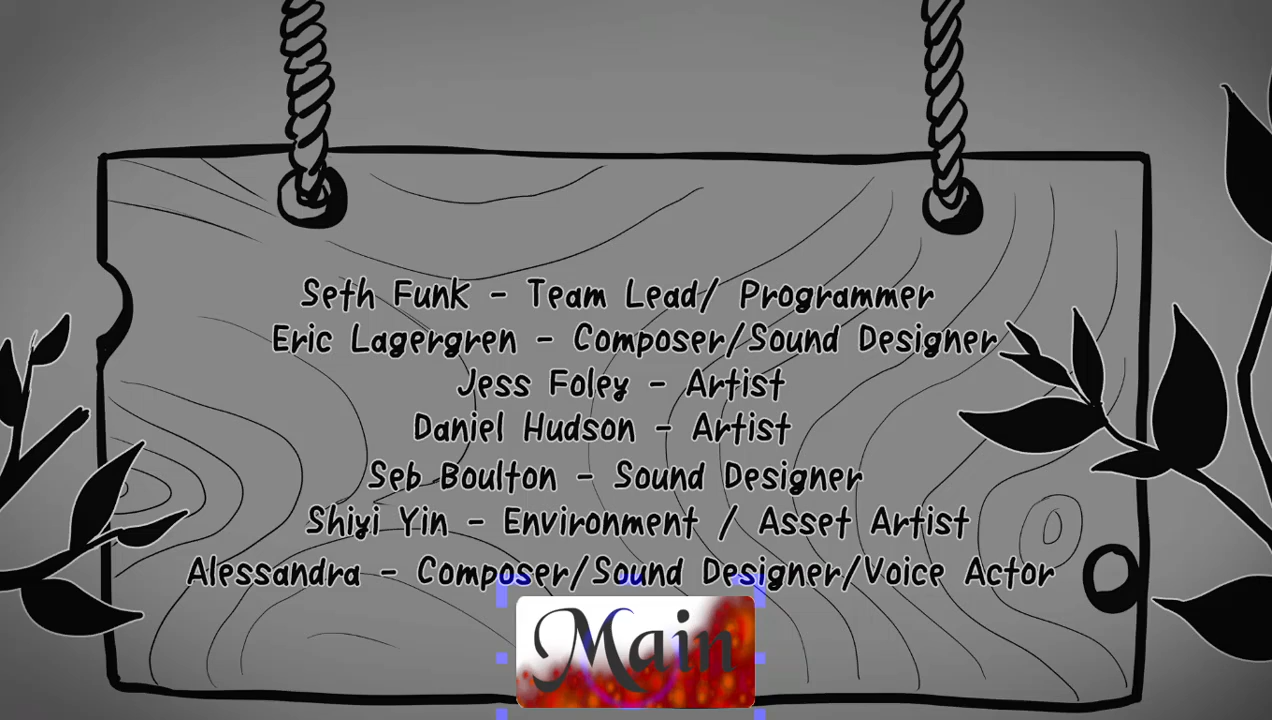 Seth Funk - Team Lead/ Programmer
Eric Lagergren - Composer/Sound Designer
Jess Foley - Artist
Daniel Hudson - Artist
Seb Boulton - Sound Designer
Shiyi Yin - Environment / Asset Artist
Alessandra - Composer/Sound Designer/Voice Actor
Main